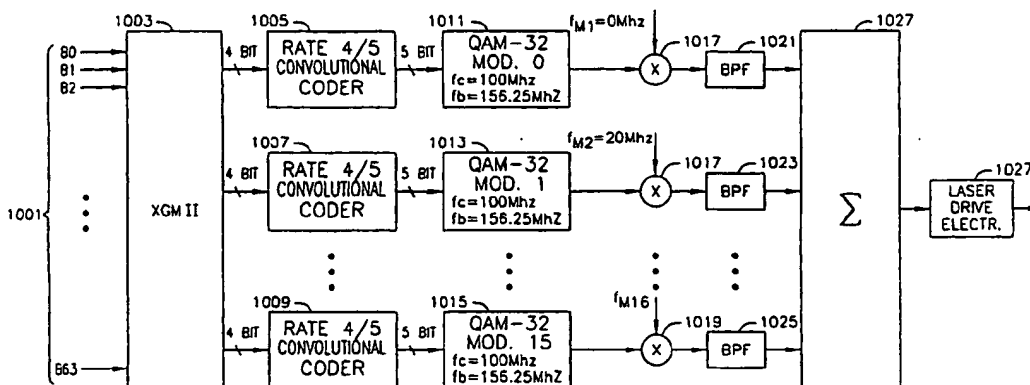 1003
1005
1011
fM1=0Mhz
1027
B0
B1
B2
4 BIT
RATE 4/5
CONVOLUTIONAL
CODER
5 BIT
QAM-32
MOD. 0
fc=100Mhz
fb=156.25MhZ
X
1017
1021
BPF
1007
1013
fM2=20Mhz
1017
1023
1001
XGMII
4 BIT
RATE 4/5
CONVOLUTIONAL
CODER
5 BIT
QAM-32
MOD. 1
fc=100Mhz
fb=156.25MhZ
X
BPF
Σ
1027
LASER
DRIVE
ELECTR.
1009
1015
fM16
1019
1025
B63
4 BIT
RATE 4/5
CONVOLUTIONAL
CODER
5 BIT
QAM-32
MOD. 15
fc=100Mhz
fb=156.25MhZ
X
BPF